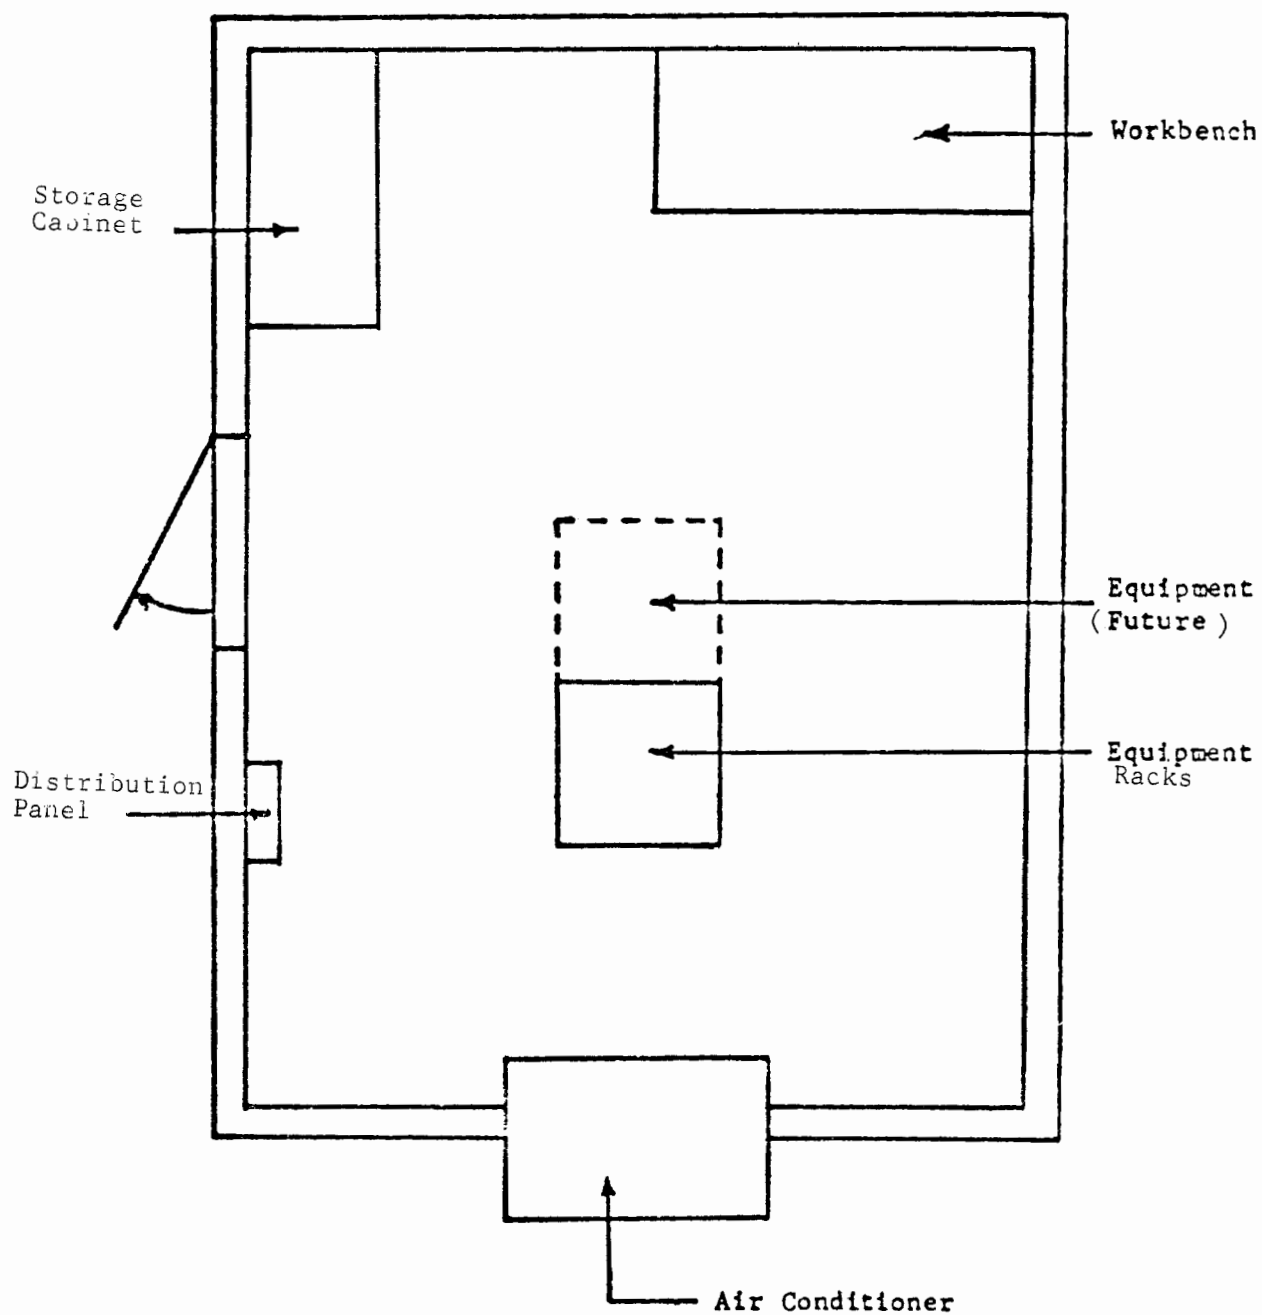 Workbench
Storage
Cabinet
Equipment
(Future)
Equipment
Racks
Distribution
Panel
Air Conditioner